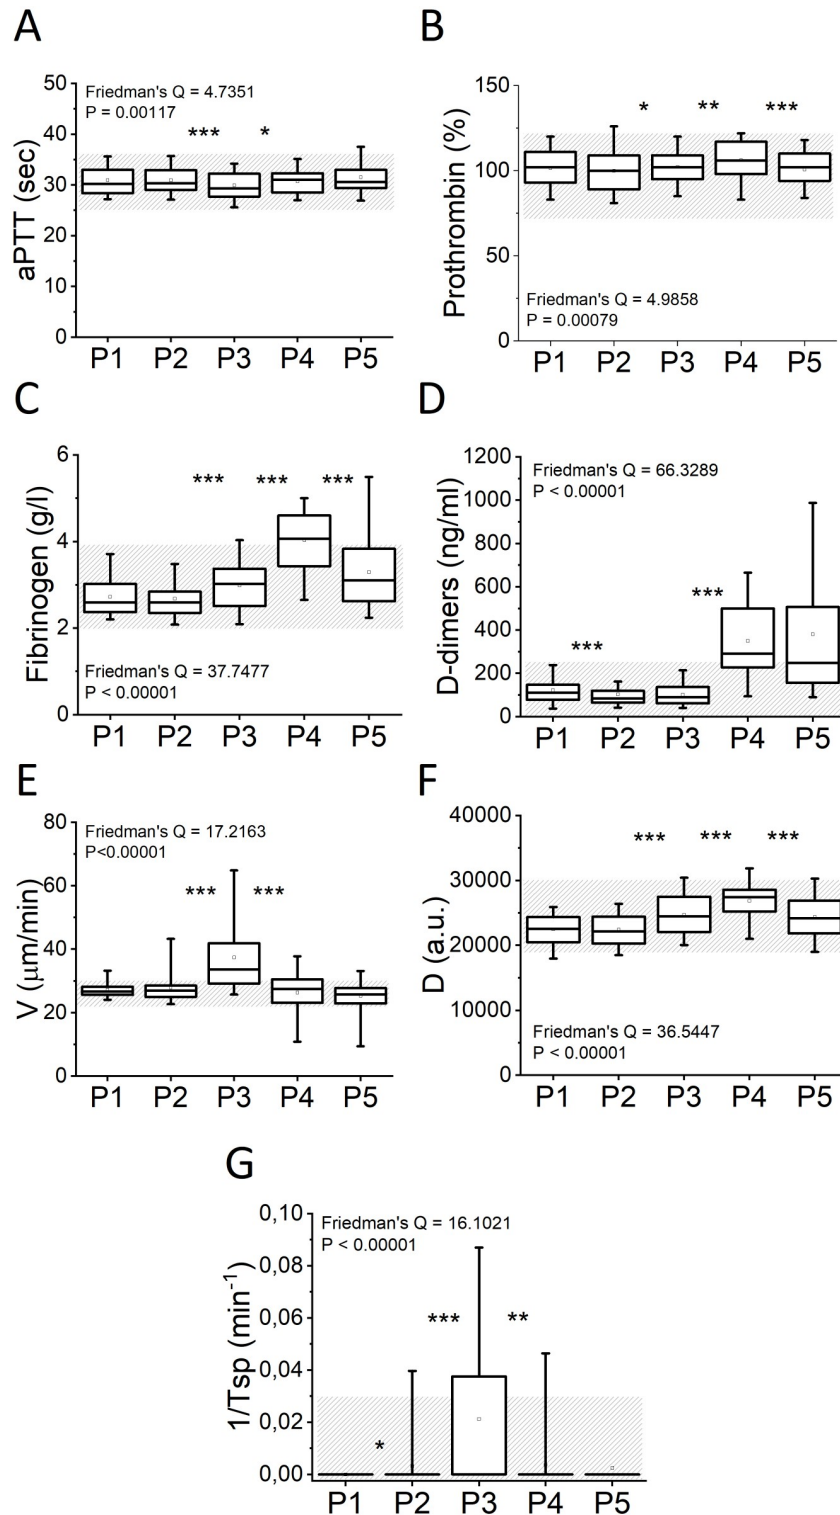 A
Friedman's Q = 4.7351
P = 0.00117
*** *
aPTT (sec)
50
40
30
20
10
0
P1 P2 P3 P4 P5
B
* ** ***
Prothrombin (%)
150
100
50
0
Friedman's Q = 4.9858
P = 0.00079
P1 P2 P3 P4 P5
C
*** *** ***
Fibrinogen (g/l)
6
4
2
0
Friedman's Q = 37.7477
P < 0.00001
P1 P2 P3 P4 P5
D
Friedman's Q = 66.3289
P < 0.00001
*** ***
D-dimers (ng/ml)
1200
1000
800
600
400
200
0
P1 P2 P3 P4 P5
E
Friedman's Q = 17.2163
P<0.00001
*** ***
V (µm/min)
80
60
40
20
0
P1 P2 P3 P4 P5
F
*** *** ***
D (a.u.)
40000
30000
20000
10000
0
Friedman's Q = 36.5447
P < 0.00001
P1 P2 P3 P4 P5
G
Friedman's Q = 16.1021
P < 0.00001
* *** **
1/Tsp (min⁻¹)
0,10
0,08
0,06
0,04
0,02
0,00
P1 P2 P3 P4 P5